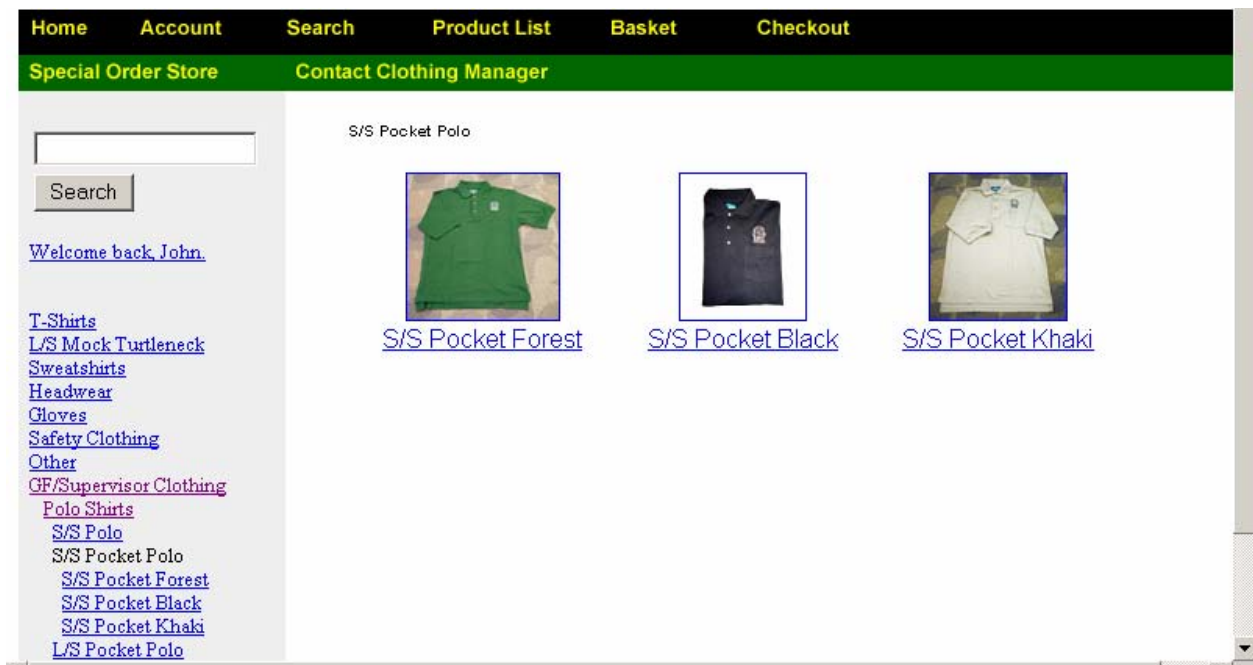 Home Account Search Product List Basket Checkout
Special Order Store Contact Clothing Manager
Search
Welcome back, John.
T-Shirts
L/S Mock Turtleneck
Sweatshirts
Headwear
Gloves
Safety Clothing
Other
GF/Supervisor Clothing
Polo Shirts
S/S Polo
S/S Pocket Polo
S/S Pocket Forest
S/S Pocket Black
S/S Pocket Khaki
L/S Pocket Polo
S/S Pocket Polo
S/S Pocket Forest S/S Pocket Black S/S Pocket Khaki